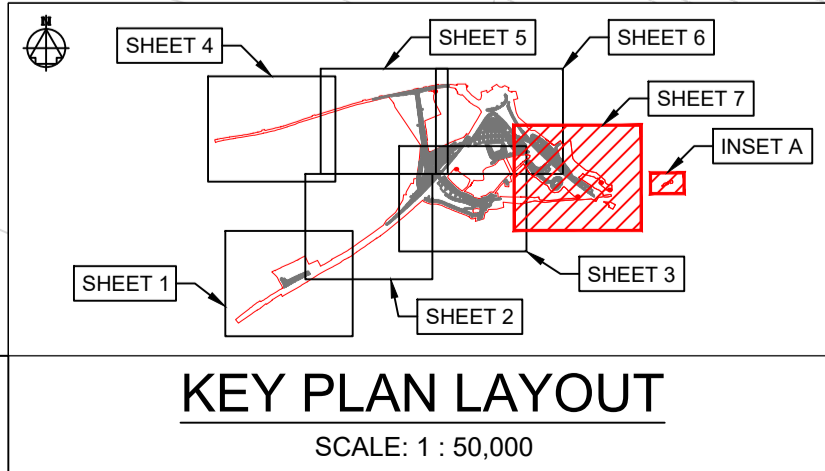 N
SHEET 4
SHEET 5
SHEET 6
SHEET 7
INSET A
SHEET 1
SHEET 2
SHEET 3
KEY PLAN LAYOUT
SCALE: 1 : 50,000